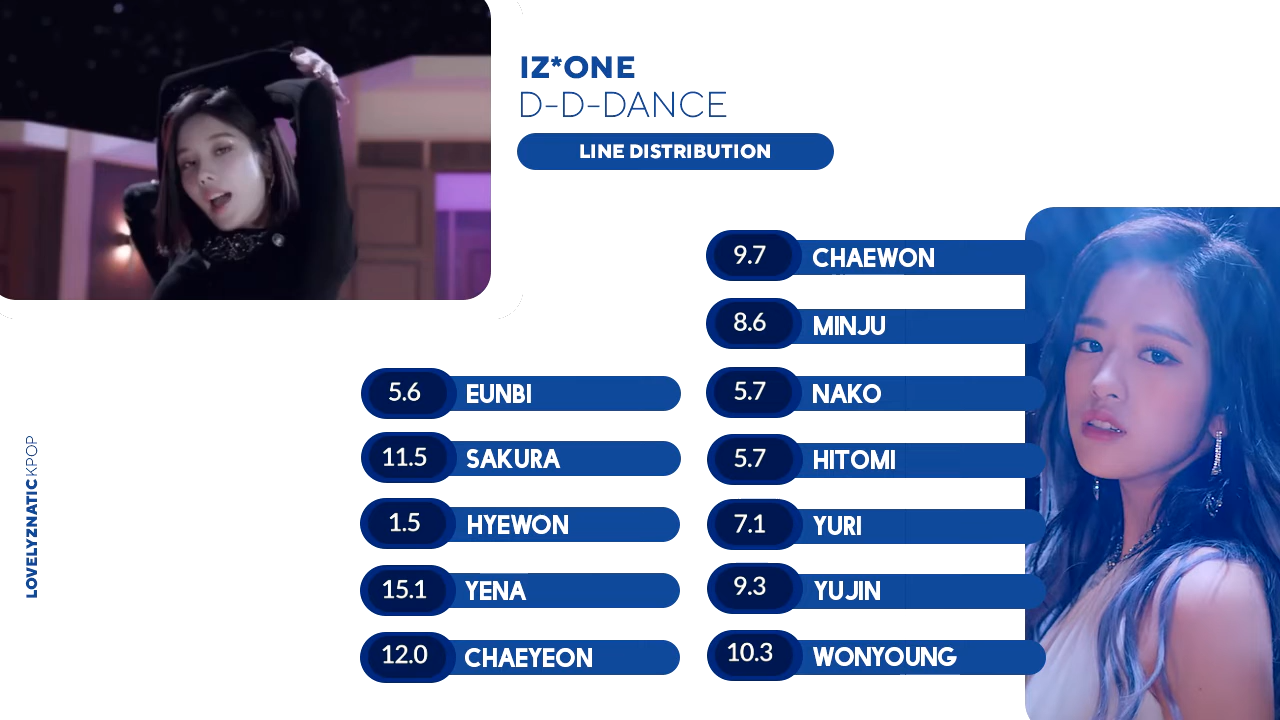 IZ*ONE
D-D-DANCE
LINE DISTRIBUTION
5.6 EUNBI
11.5 SAKURA
1.5 HYEWON
15.1 YENA
12.0 CHAEYEON
9.7 CHAEWON
8.6 MINJU
5.7 NAKO
5.7 HITOMI
7.1 YURI
9.3 YUJIN
10.3 WONYOUNG
LOVELYZNATIC KPOP